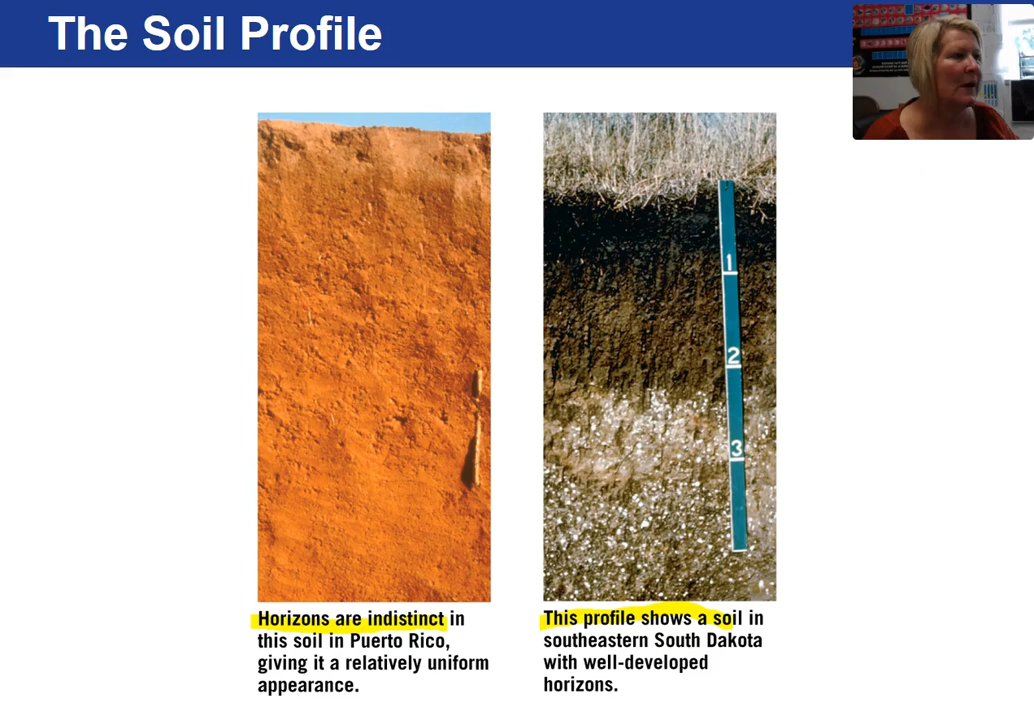 The Soil Profile
1
2
3
Horizons are indistinct in
this soil in Puerto Rico,
giving it a relatively uniform
appearance.
This profile shows a soil in
southeastern South Dakota
with well-developed
horizons.